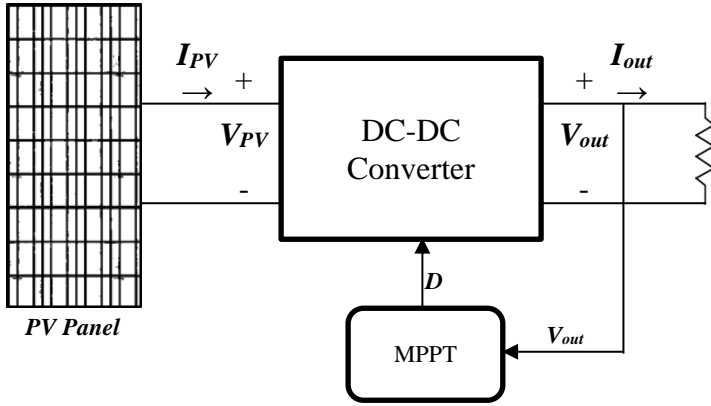 I_PV
+
I_out
+
→
→
V_PV
DC-DC
Converter
V_out
-
-
D
PV Panel
MPPT
V_out